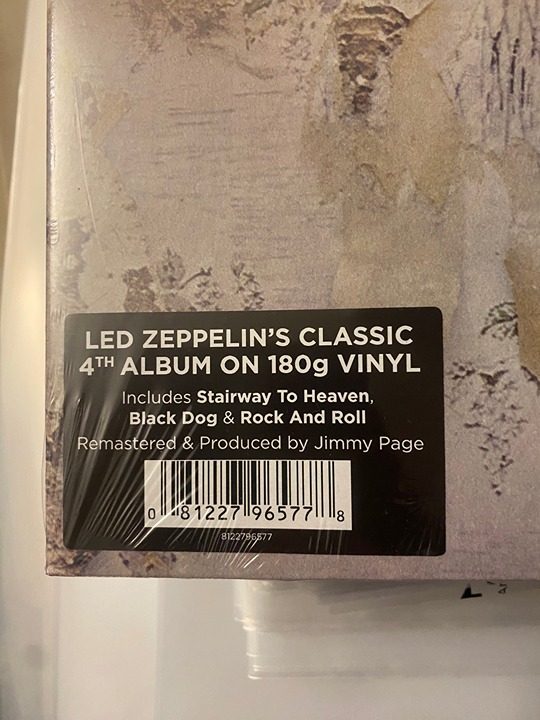 LED ZEPPELIN'S CLASSIC
4TH ALBUM ON 180g VINYL
Includes Stairway To Heaven,
Black Dog & Rock And Roll
Remastered & Produced by Jimmy Page
0 81227 96577 8
8122796577